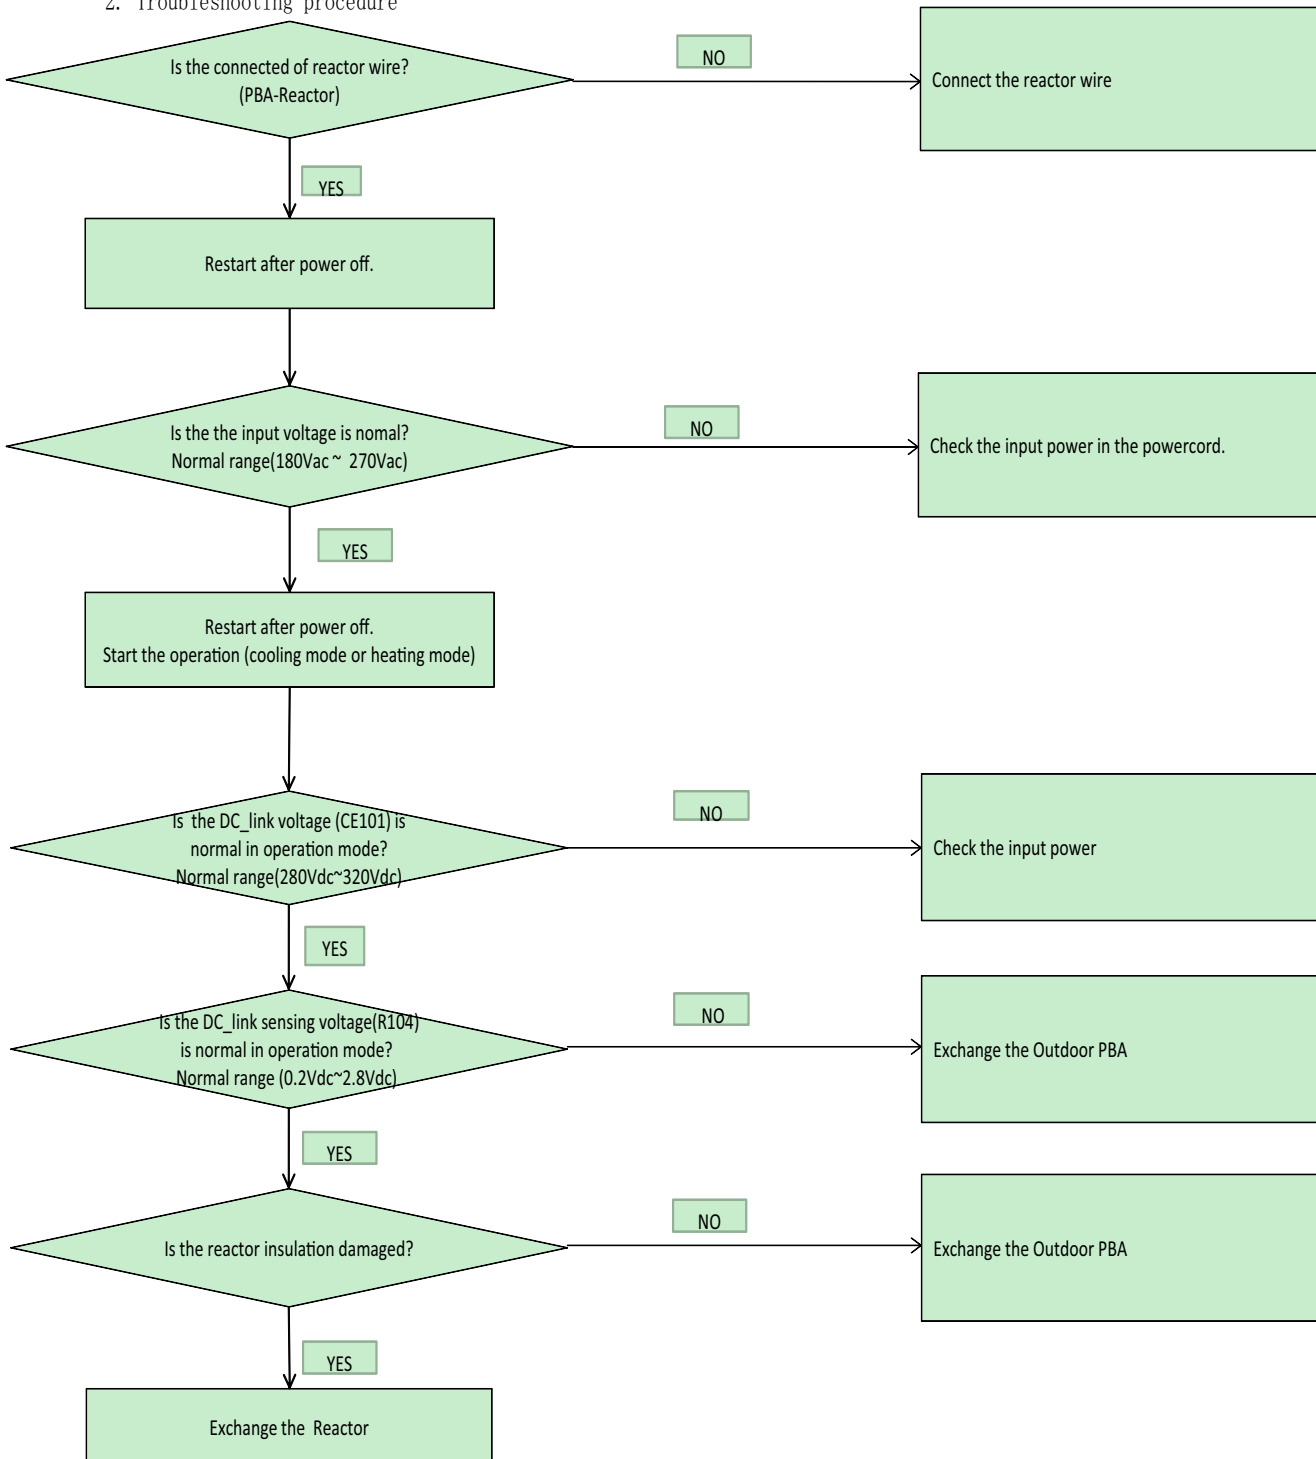 2. Troubleshooting procedure
Is the connected of reactor wire?
(PBA-Reactor)
NO
Connect the reactor wire
YES
Restart after power off.
Is the the input voltage is nomal?
Normal range(180Vac ~ 270Vac)
NO
Check the input power in the powercord.
YES
Restart after power off.
Start the operation (cooling mode or heating mode)
Is the DC_link voltage (CE101) is
normal in operation mode?
Normal range(280Vdc~320Vdc)
NO
Check the input power
YES
Is the DC_link sensing voltage(R104)
is normal in operation mode?
Normal range (0.2Vdc~2.8Vdc)
NO
Exchange the Outdoor PBA
YES
Is the reactor insulation damaged?
NO
Exchange the Outdoor PBA
YES
Exchange the Reactor